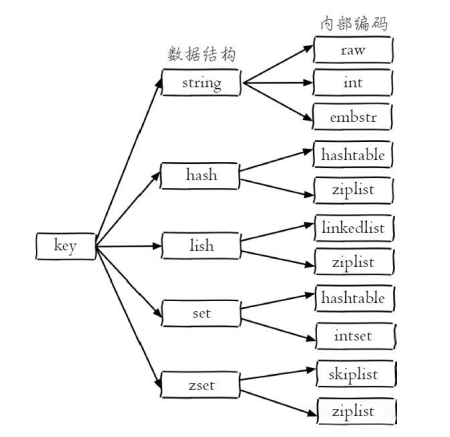 数据结构
内部编码
key
string
raw
int
embstr
hash
hashtable
ziplist
lish
linkedlist
ziplist
set
hashtable
intset
zset
skiplist
ziplist